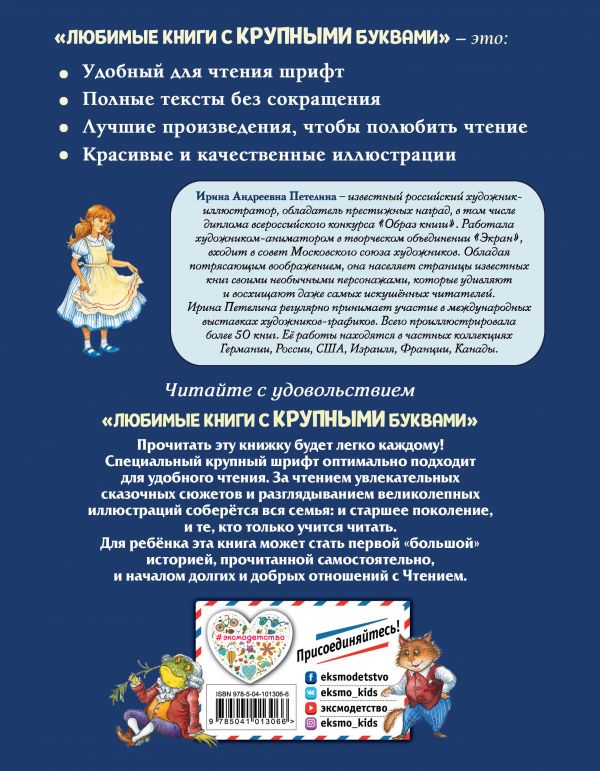 «ЛЮБИМЫЕ КНИГИ С КРУПНЫМИ БУКВАМИ» – это:
• Удобный для чтения шрифт
• Полные тексты без сокращения
• Лучшие произведения, чтобы полюбить чтение
• Красивые и качественные иллюстрации
Ирина Андреевна Петелина – известный российский художник-
иллюстратор, обладатель престижных наград, в том числе
диплома всероссийского конкурса «Образ книги». Работала
художником-аниматором в творческом объединении «Экран»,
входит в совет Московского союза художников. Обладая
потрясающим воображением, она населяет страницы известных
книг своими необычными персонажами, которые удивляют
и восхищают даже самых искушённых читателей.
Ирина Петелина регулярно принимает участие в международных
выставках художников-графиков. Всего проиллюстрировала
более 50 книг. Её работы находятся в частных коллекциях
Германии, России, США, Израиля, Франции, Канады.
Читайте с удовольствием
«ЛЮБИМЫЕ КНИГИ С КРУПНЫМИ БУКВАМИ»
Прочитать эту книжку будет легко каждому!
Специальный крупный шрифт оптимально подходит
для удобного чтения. За чтением увлекательных
сказочных сюжетов и разглядыванием великолепных
иллюстраций соберётся вся семья: и старшее поколение,
и те, кто только учится читать.
Для ребёнка эта книга может стать первой «большой»
историей, прочитанной самостоятельно,
и началом долгих и добрых отношений с Чтением.
#эксмодетство
Присоединяйтесь!
eksmodetstvo
eksmo_kids
эксмодетство
eksmo_kids
ISBN 978-5-04-101306-6
9 785041 013066 >